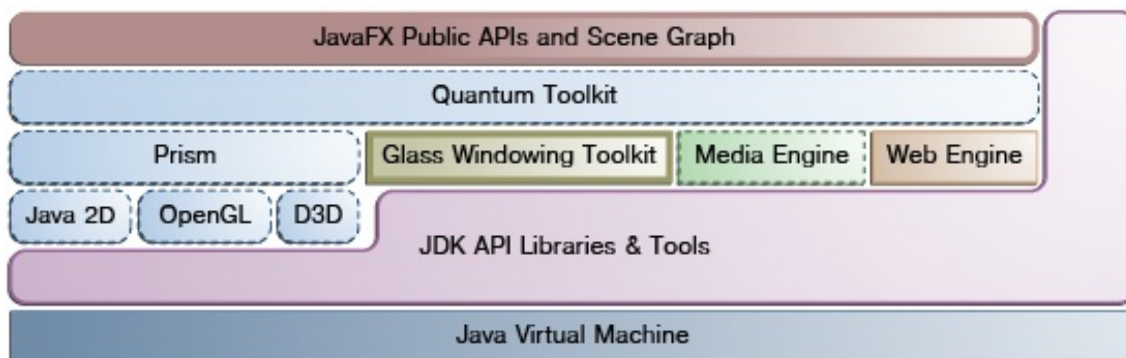 JavaFX Public APIs and Scene Graph
Quantum Toolkit
Prism
Glass Windowing Toolkit
Media Engine
Web Engine
Java 2D
OpenGL
D3D
JDK API Libraries & Tools
Java Virtual Machine